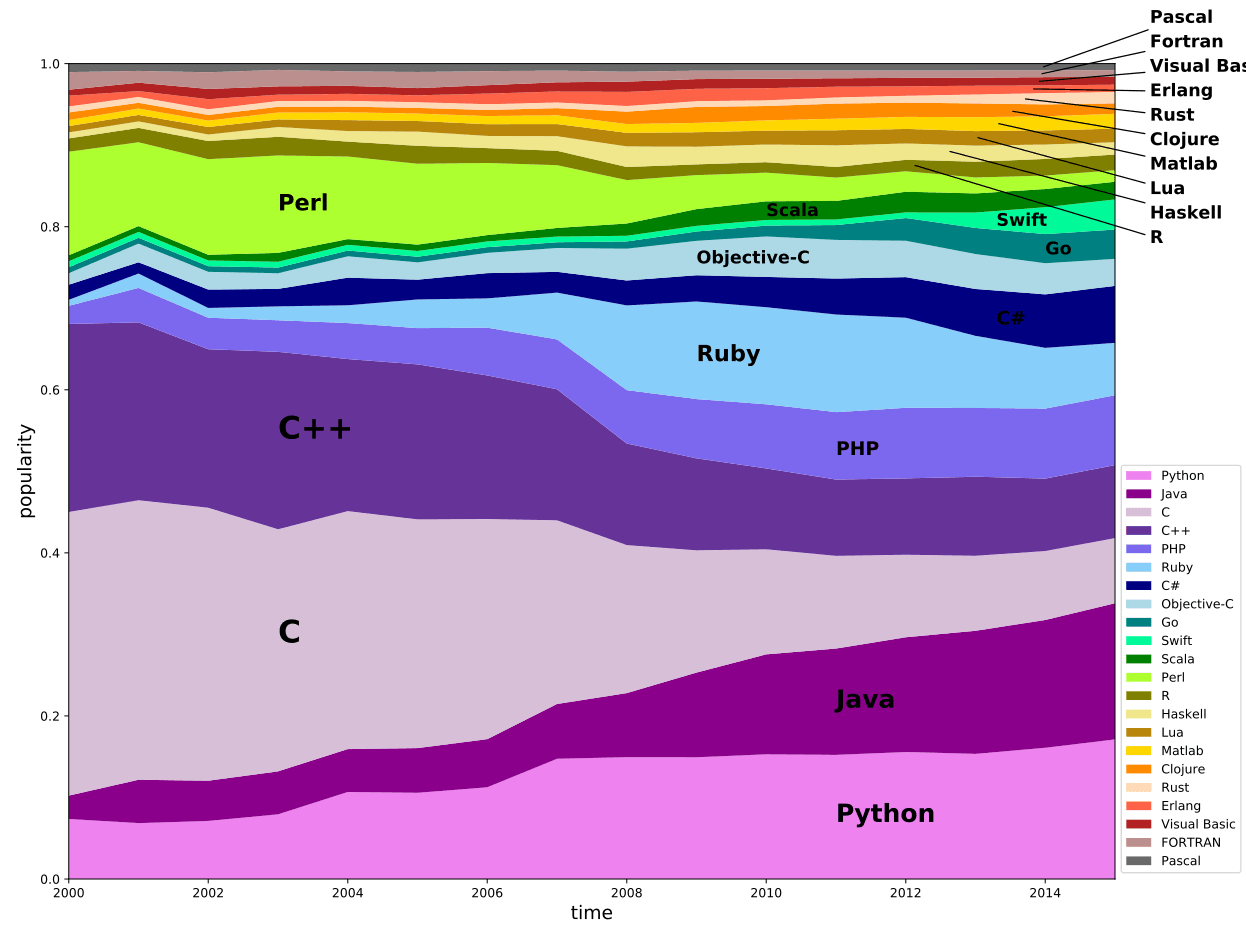 Pascal
Fortran
Visual Bas
Erlang
Rust
Clojure
Matlab
Lua
Haskell
R
1.0
0.8
0.6
0.4
0.2
0.0
popularity
Perl
Scala
Swift
Go
Objective-C
C#
Ruby
C++
PHP
C
Java
Python
2000 2002 2004 2006 2008 2010 2012 2014
time
Python
Java
C
C++
PHP
Ruby
C#
Objective-C
Go
Swift
Scala
Perl
R
Haskell
Lua
Matlab
Clojure
Rust
Erlang
Visual Basic
FORTRAN
Pascal